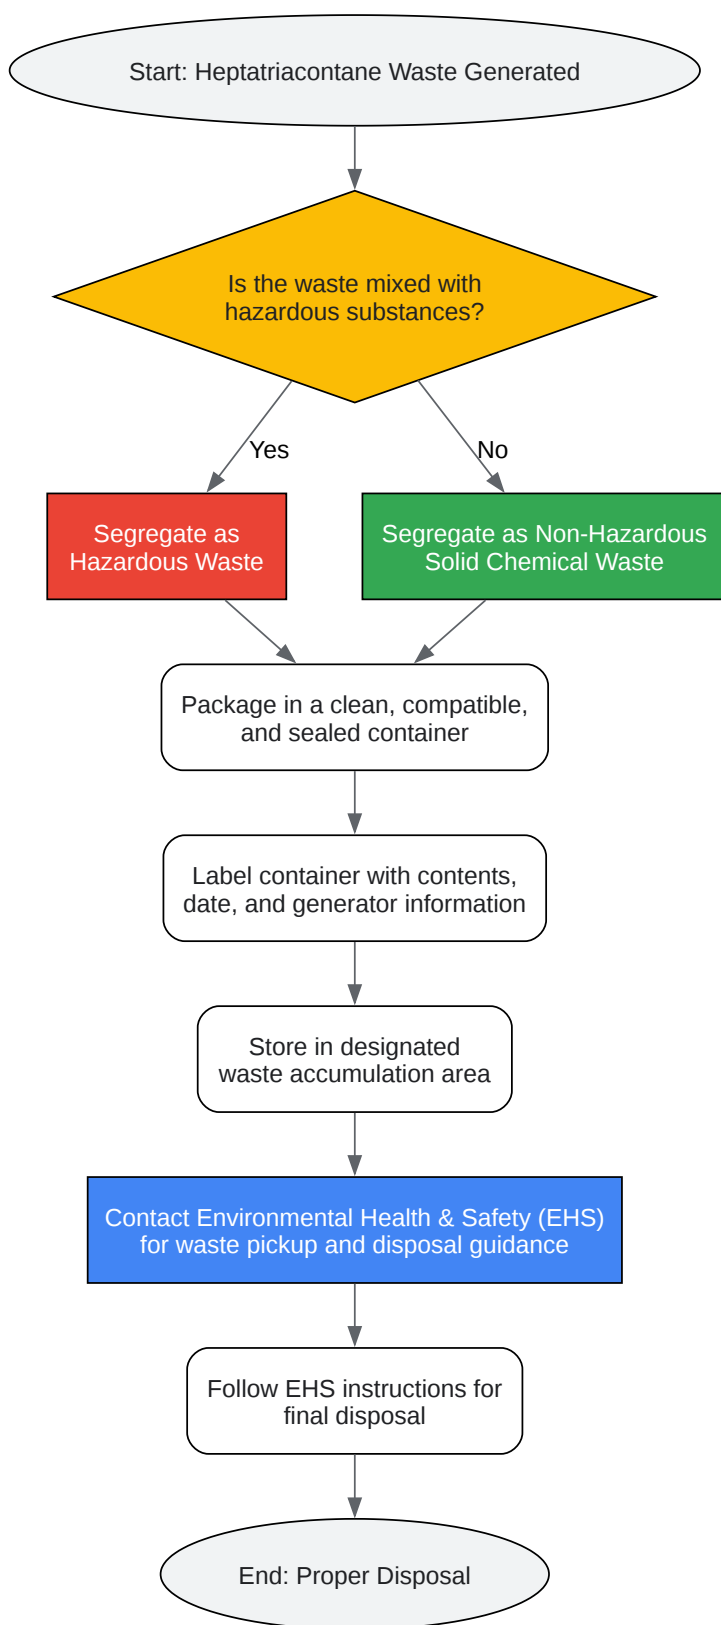 Start: Heptatriacontane Waste Generated
Is the waste mixed with
hazardous substances?
Yes
No
Segregate as
Hazardous Waste
Segregate as Non-Hazardous
Solid Chemical Waste
Package in a clean, compatible,
and sealed container
Label container with contents,
date, and generator information
Store in designated
waste accumulation area
Contact Environmental Health & Safety (EHS)
for waste pickup and disposal guidance
Follow EHS instructions for
final disposal
End: Proper Disposal